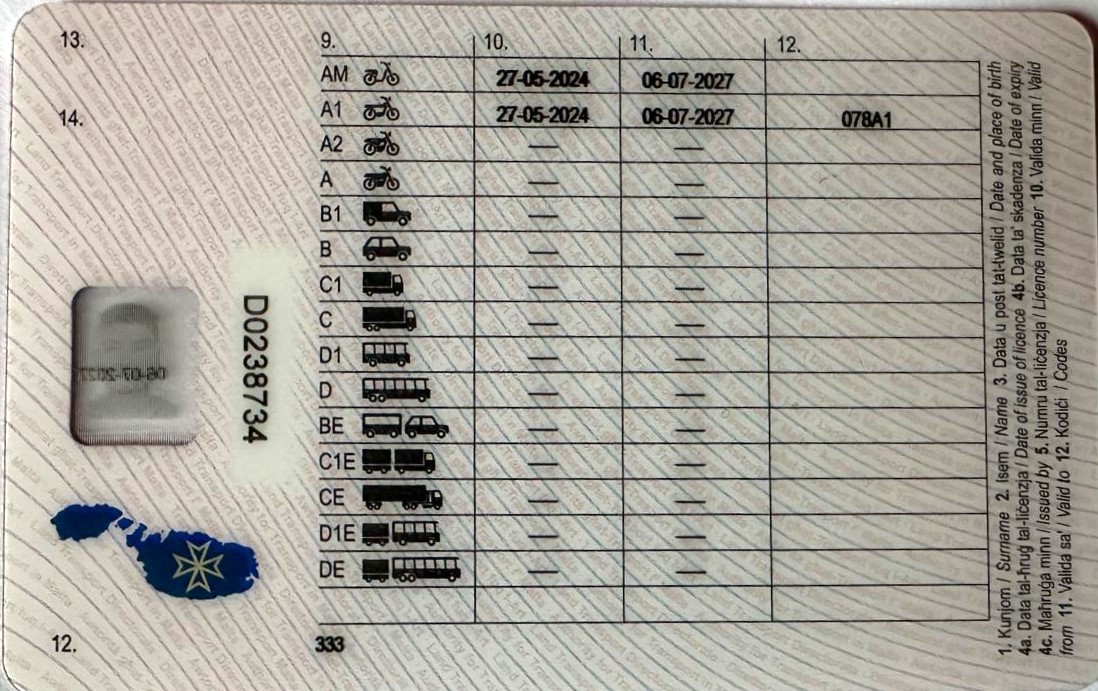 13.
14.
9. 10. 11. 12.
AM 27-05-2024 06-07-2027
A1 27-05-2024 06-07-2027 078A1
A2 — —
A — —
B1 — —
B — —
C1 — —
C — —
D1 — —
D — —
BE — —
C1E — —
CE — —
D1E — —
DE — —
D0238734
12. 333
1. Kunjom / Surname 2. Isem / Name 3. Data u post tat-twelid / Date and place of birth
4a. Data tal-ħruġ tal-liċenzja / Date of issue of licence 4b. Data ta' skadenza / Date of expiry
4c. Maħruġa minn / Issued by 5. Numru tal-liċenzja / Licence number 10. Valida minn / Valid
from 11. Valida sa' / Valid to 12. Kodiċi / Codes